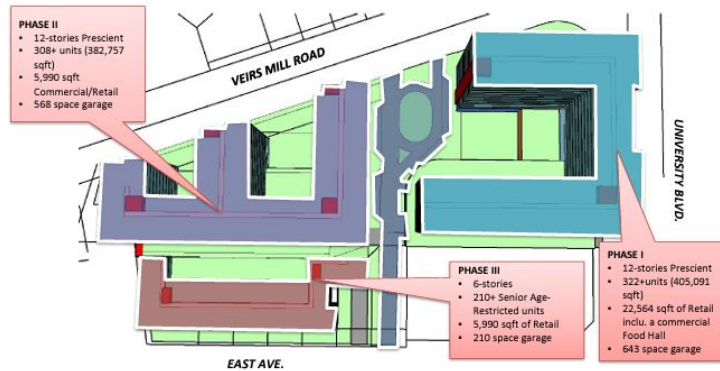 PHASE II
▪ 12-stories Prescient
▪ 308+ units (382,757
sqft)
▪ 5,990 sqft
Commercial/Retail
▪ 568 space garage
VEIRS MILL ROAD
UNIVERSITY BLVD.
PHASE III
▪ 6-stories
▪ 210+ Senior Age-
Restricted units
▪ 5,990 sqft of Retail
▪ 210 space garage
PHASE I
▪ 12-stories Prescient
▪ 322+units (405,091
sqft)
▪ 22,564 sqft of Retail
inclu. a commercial
Food Hall
▪ 643 space garage
EAST AVE.